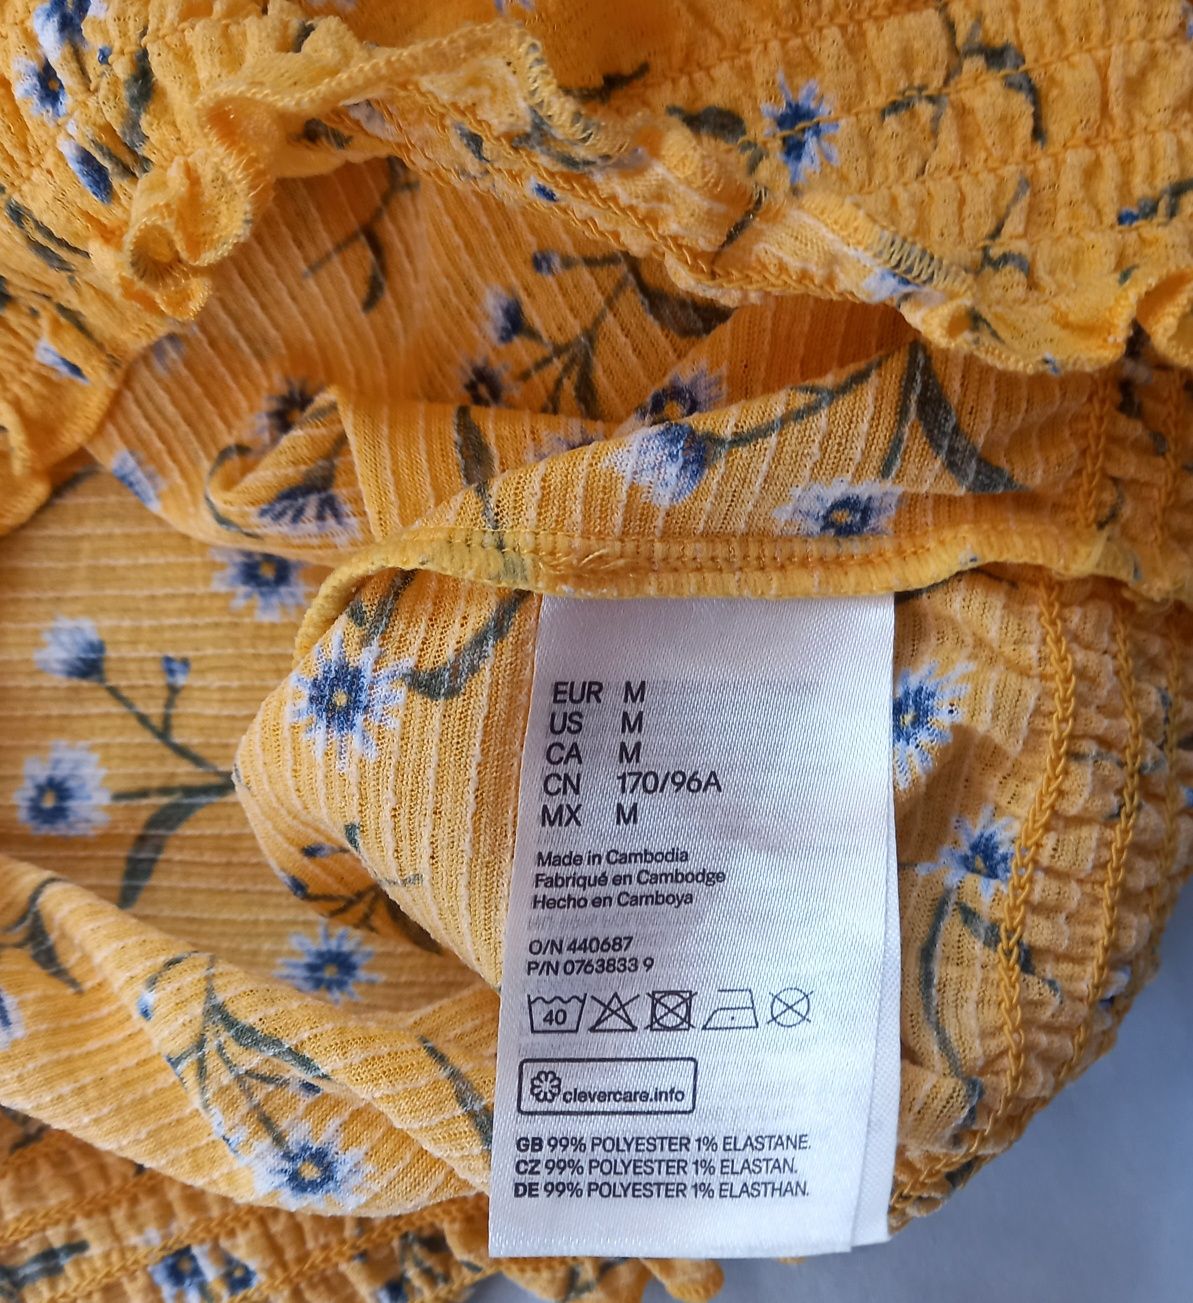 EUR M
US M
CA M
CN 170/96A
MX M
Made in Cambodia
Fabriqué en Cambodge
Hecho en Camboya
O/N 440687
P/N 0763833 9
40
clevercare.info
GB 99% POLYESTER 1% ELASTANE.
CZ 99% POLYESTER 1% ELASTAN.
DE 99% POLYESTER 1% ELASTHAN.